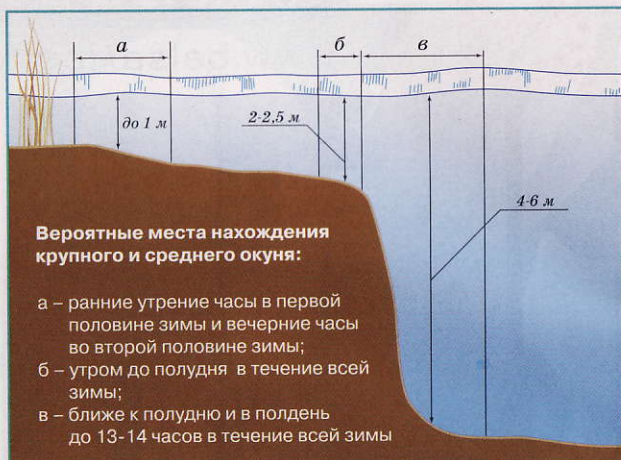 а
б
в
до 1 м
2-2,5 м
4-6 м
Вероятные места нахождения
крупного и среднего окуня:
а – ранние утрение часы в первой
половине зимы и вечерние часы
во второй половине зимы;
б – утром до полудня в течение всей
зимы;
в – ближе к полудню и в полдень
до 13-14 часов в течение всей зимы